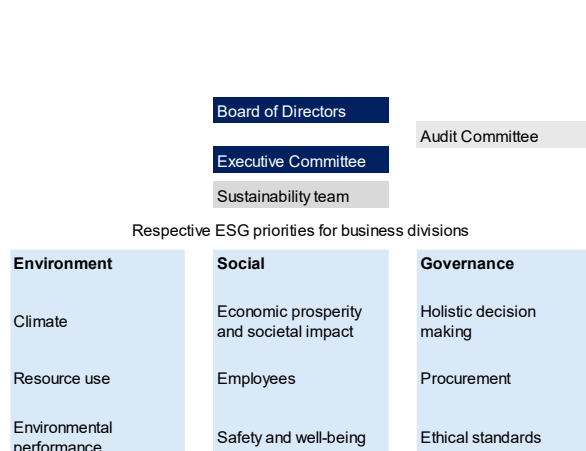 Board of Directors
Audit Committee
Executive Committee
Sustainability team
Respective ESG priorities for business divisions
Environment
Social
Governance
Climate
Economic prosperity
and societal impact
Holistic decision
making
Resource use
Employees
Procurement
Environmental
performance
Safety and well-being
Ethical standards